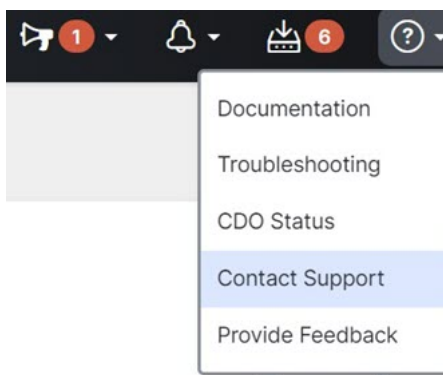 1 6 ?
Documentation
Troubleshooting
CDO Status
Contact Support
Provide Feedback